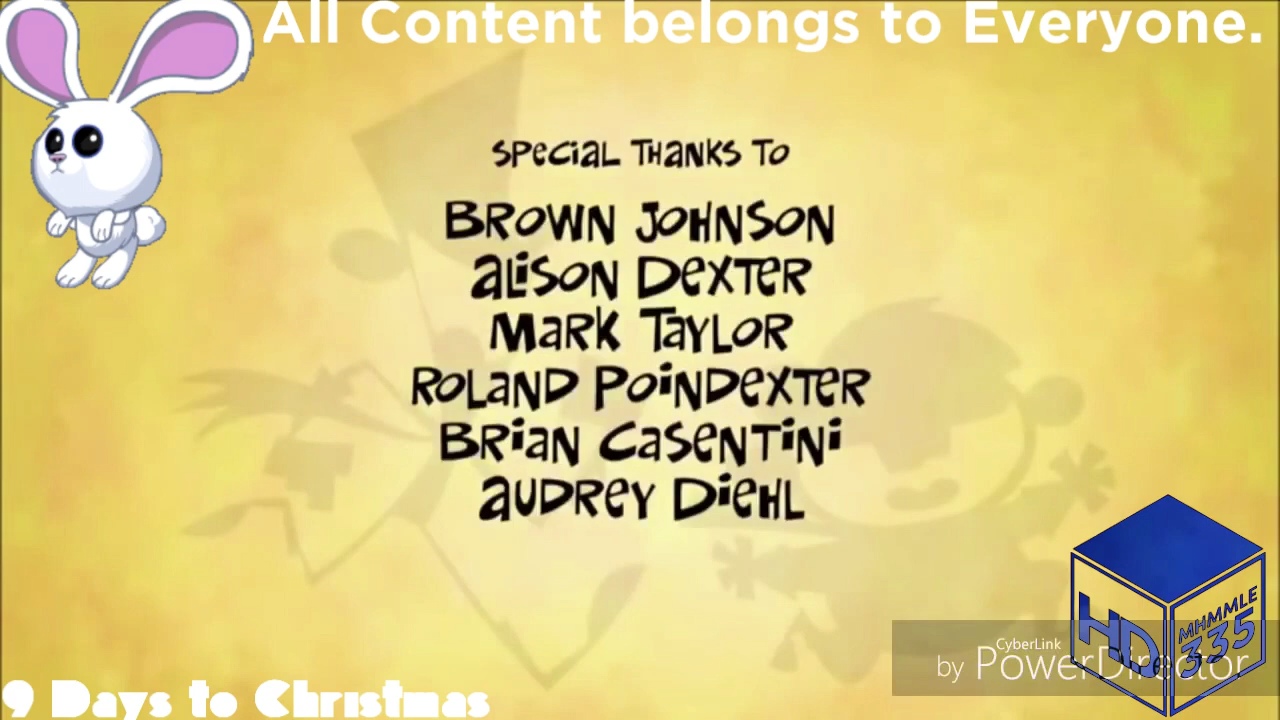 All Content belongs to Everyone.
SPECIAL THANKS TO
BROWN JOHNSON
ALISON DEXTER
MARK TAYLOR
ROLAND POINDEXTER
BRIAN CASENTINI
AUDREY DIEHL
HD
MHMMLE
335
CyberLink
by PowerDirector
9 Days to Christmas